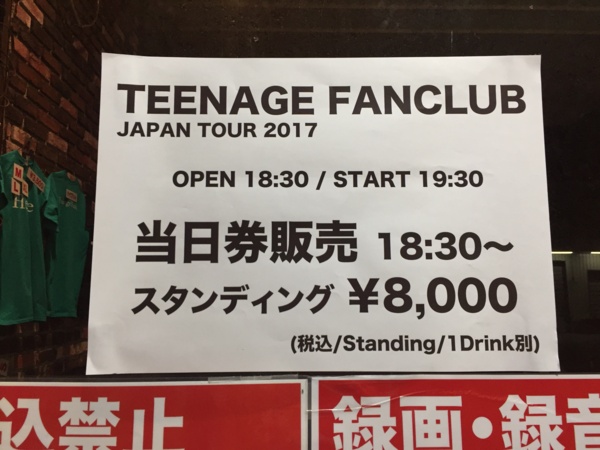 TEENAGE FANCLUB
JAPAN TOUR 2017
OPEN 18:30 / START 19:30
当日券販売 18:30〜
スタンディング ¥8,000
(税込/Standing/1Drink別)
込禁止
録画・録音